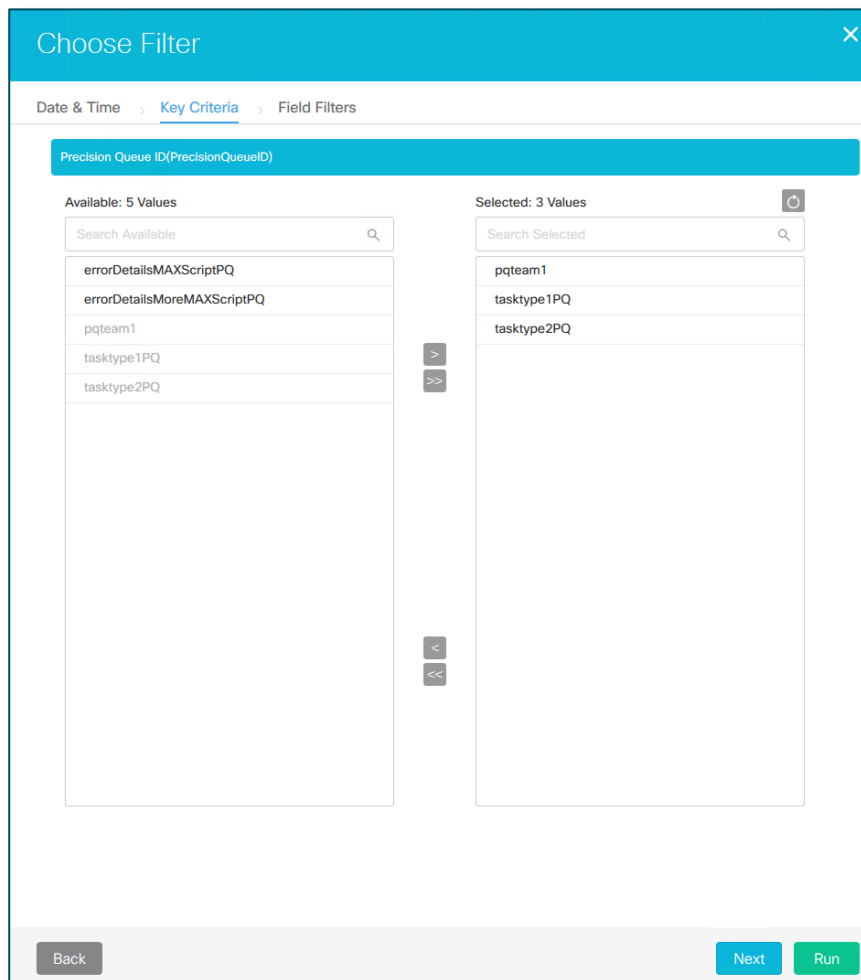 Choose Filter
Date & Time > Key Criteria > Field Filters
Precision Queue ID(PrecisionQueueID)
Available: 5 Values
Search Available
errorDetailsMAXScriptPQ
errorDetailsMoreMAXScriptPQ
pqteam1
tasktype1PQ
tasktype2PQ
>
>>
<
<<
Selected: 3 Values
Search Selected
pqteam1
tasktype1PQ
tasktype2PQ
Back
Next
Run